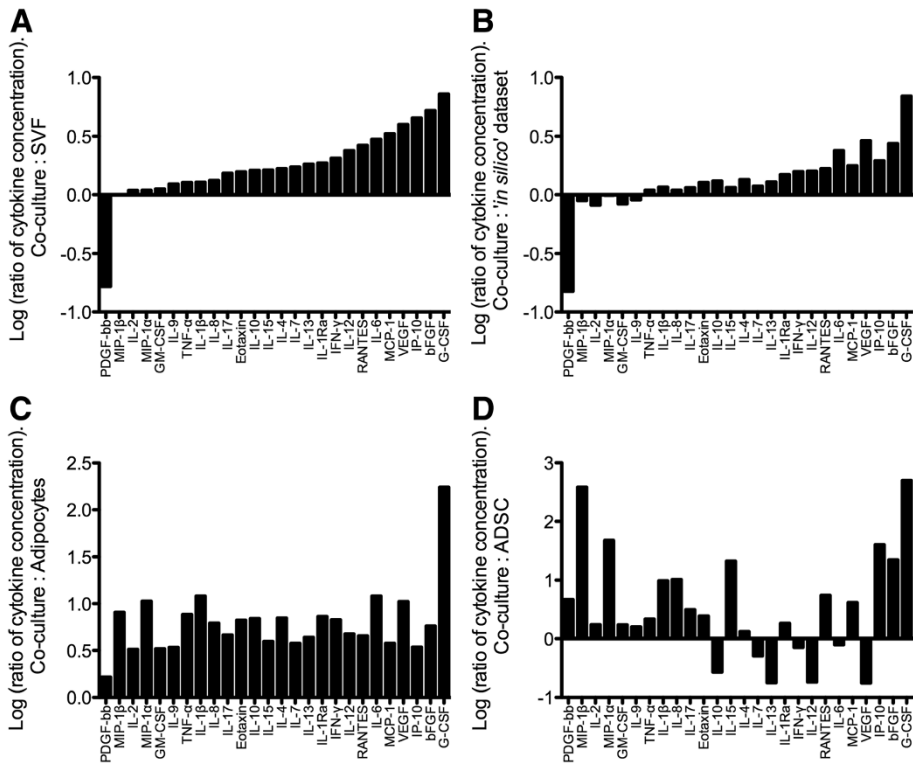 A
Log (ratio of cytokine concentration).
Co-culture : SVF
1.0
0.5
0.0
-0.5
-1.0
PDGF-bb
MIP-1β
IL-2
MIP-1α
GM-CSF
IL-9
TNF-α
IL-1β
IL-8
IL-17
Eotaxin
IL-10
IL-15
IL-4
IL-7
IL-13
IL-1Ra
IFN-γ
IL-12
RANTES
IL-6
MCP-1
VEGF
IP-10
bFGF
G-CSF
B
Log (ratio of cytokine concentration).
Co-culture : 'in silico' dataset
1.0
0.5
0.0
-0.5
-1.0
PDGF-bb
MIP-1β
IL-2
MIP-1α
GM-CSF
IL-9
TNF-α
IL-1β
IL-8
IL-17
Eotaxin
IL-10
IL-15
IL-4
IL-7
IL-13
IL-1Ra
IFN-γ
IL-12
RANTES
IL-6
MCP-1
VEGF
IP-10
bFGF
G-CSF
C
Log (ratio of cytokine concentration).
Co-culture : Adipocytes
2.5
2.0
1.5
1.0
0.5
0.0
PDGF-bb
MIP-1β
IL-2
MIP-1α
GM-CSF
IL-9
TNF-α
IL-1β
IL-8
IL-17
Eotaxin
IL-10
IL-15
IL-4
IL-7
IL-13
IL-1Ra
IFN-γ
IL-12
RANTES
IL-6
MCP-1
VEGF
IP-10
bFGF
G-CSF
D
Log (ratio of cytokine concentration).
Co-culture : ADSC
3
2
1
0
-1
PDGF-bb
MIP-1β
IL-2
MIP-1α
GM-CSF
IL-9
TNF-α
IL-1β
IL-8
IL-17
Eotaxin
IL-10
IL-15
IL-4
IL-7
IL-13
IL-1Ra
IFN-γ
IL-12
RANTES
IL-6
MCP-1
VEGF
IP-10
bFGF
G-CSF